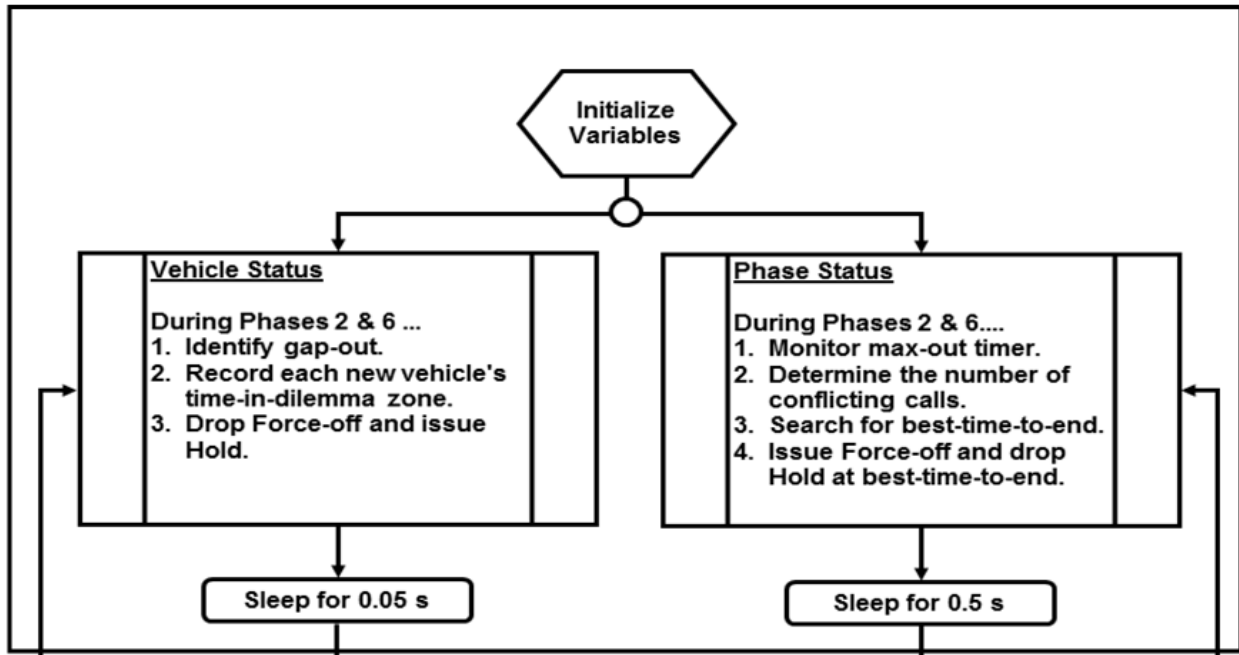 Initialize
Variables
Vehicle Status
During Phases 2 & 6 ...
1. Identify gap-out.
2. Record each new vehicle's
time-in-dilemma zone.
3. Drop Force-off and issue
Hold.
Sleep for 0.05 s
Phase Status
During Phases 2 & 6....
1. Monitor max-out timer.
2. Determine the number of
conflicting calls.
3. Search for best-time-to-end.
4. Issue Force-off and drop
Hold at best-time-to-end.
Sleep for 0.5 s